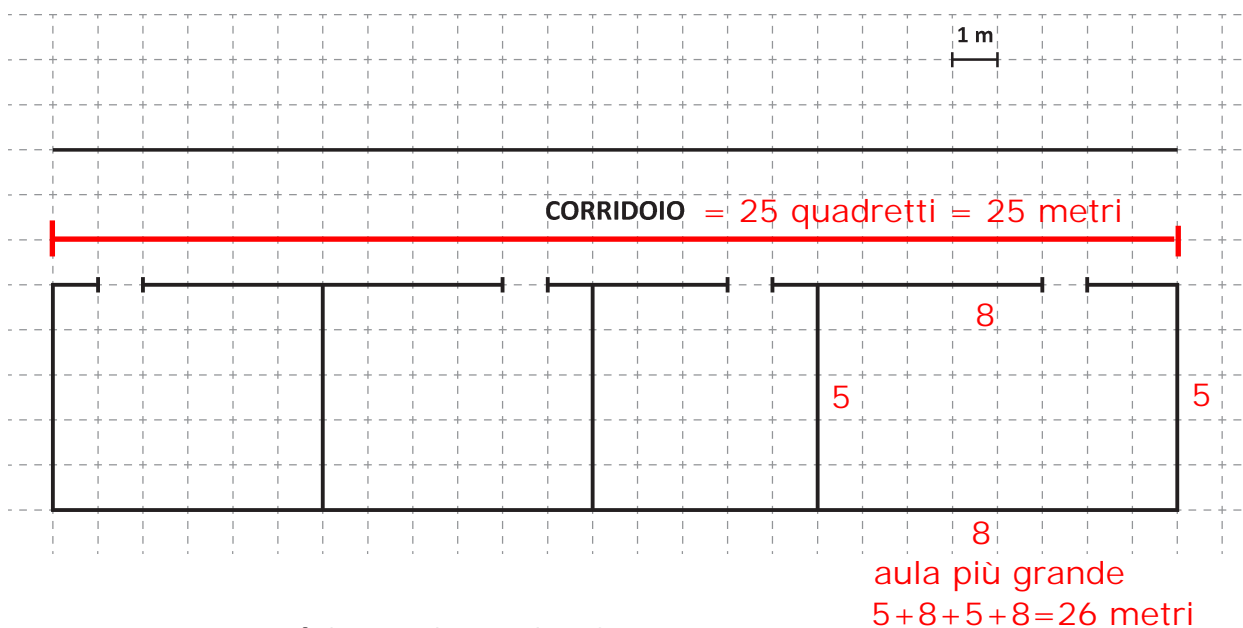 1 m
CORRIDOIO = 25 quadretti = 25 metri
8
5
5
8
aula più grande
5+8+5+8=26 metri